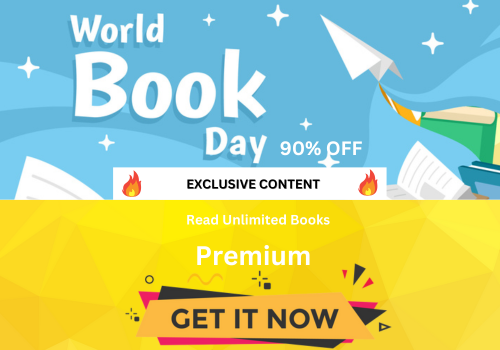 World
Book
Day
90% OFF
EXCLUSIVE CONTENT
Read Unlimited Books
Premium
GET IT NOW